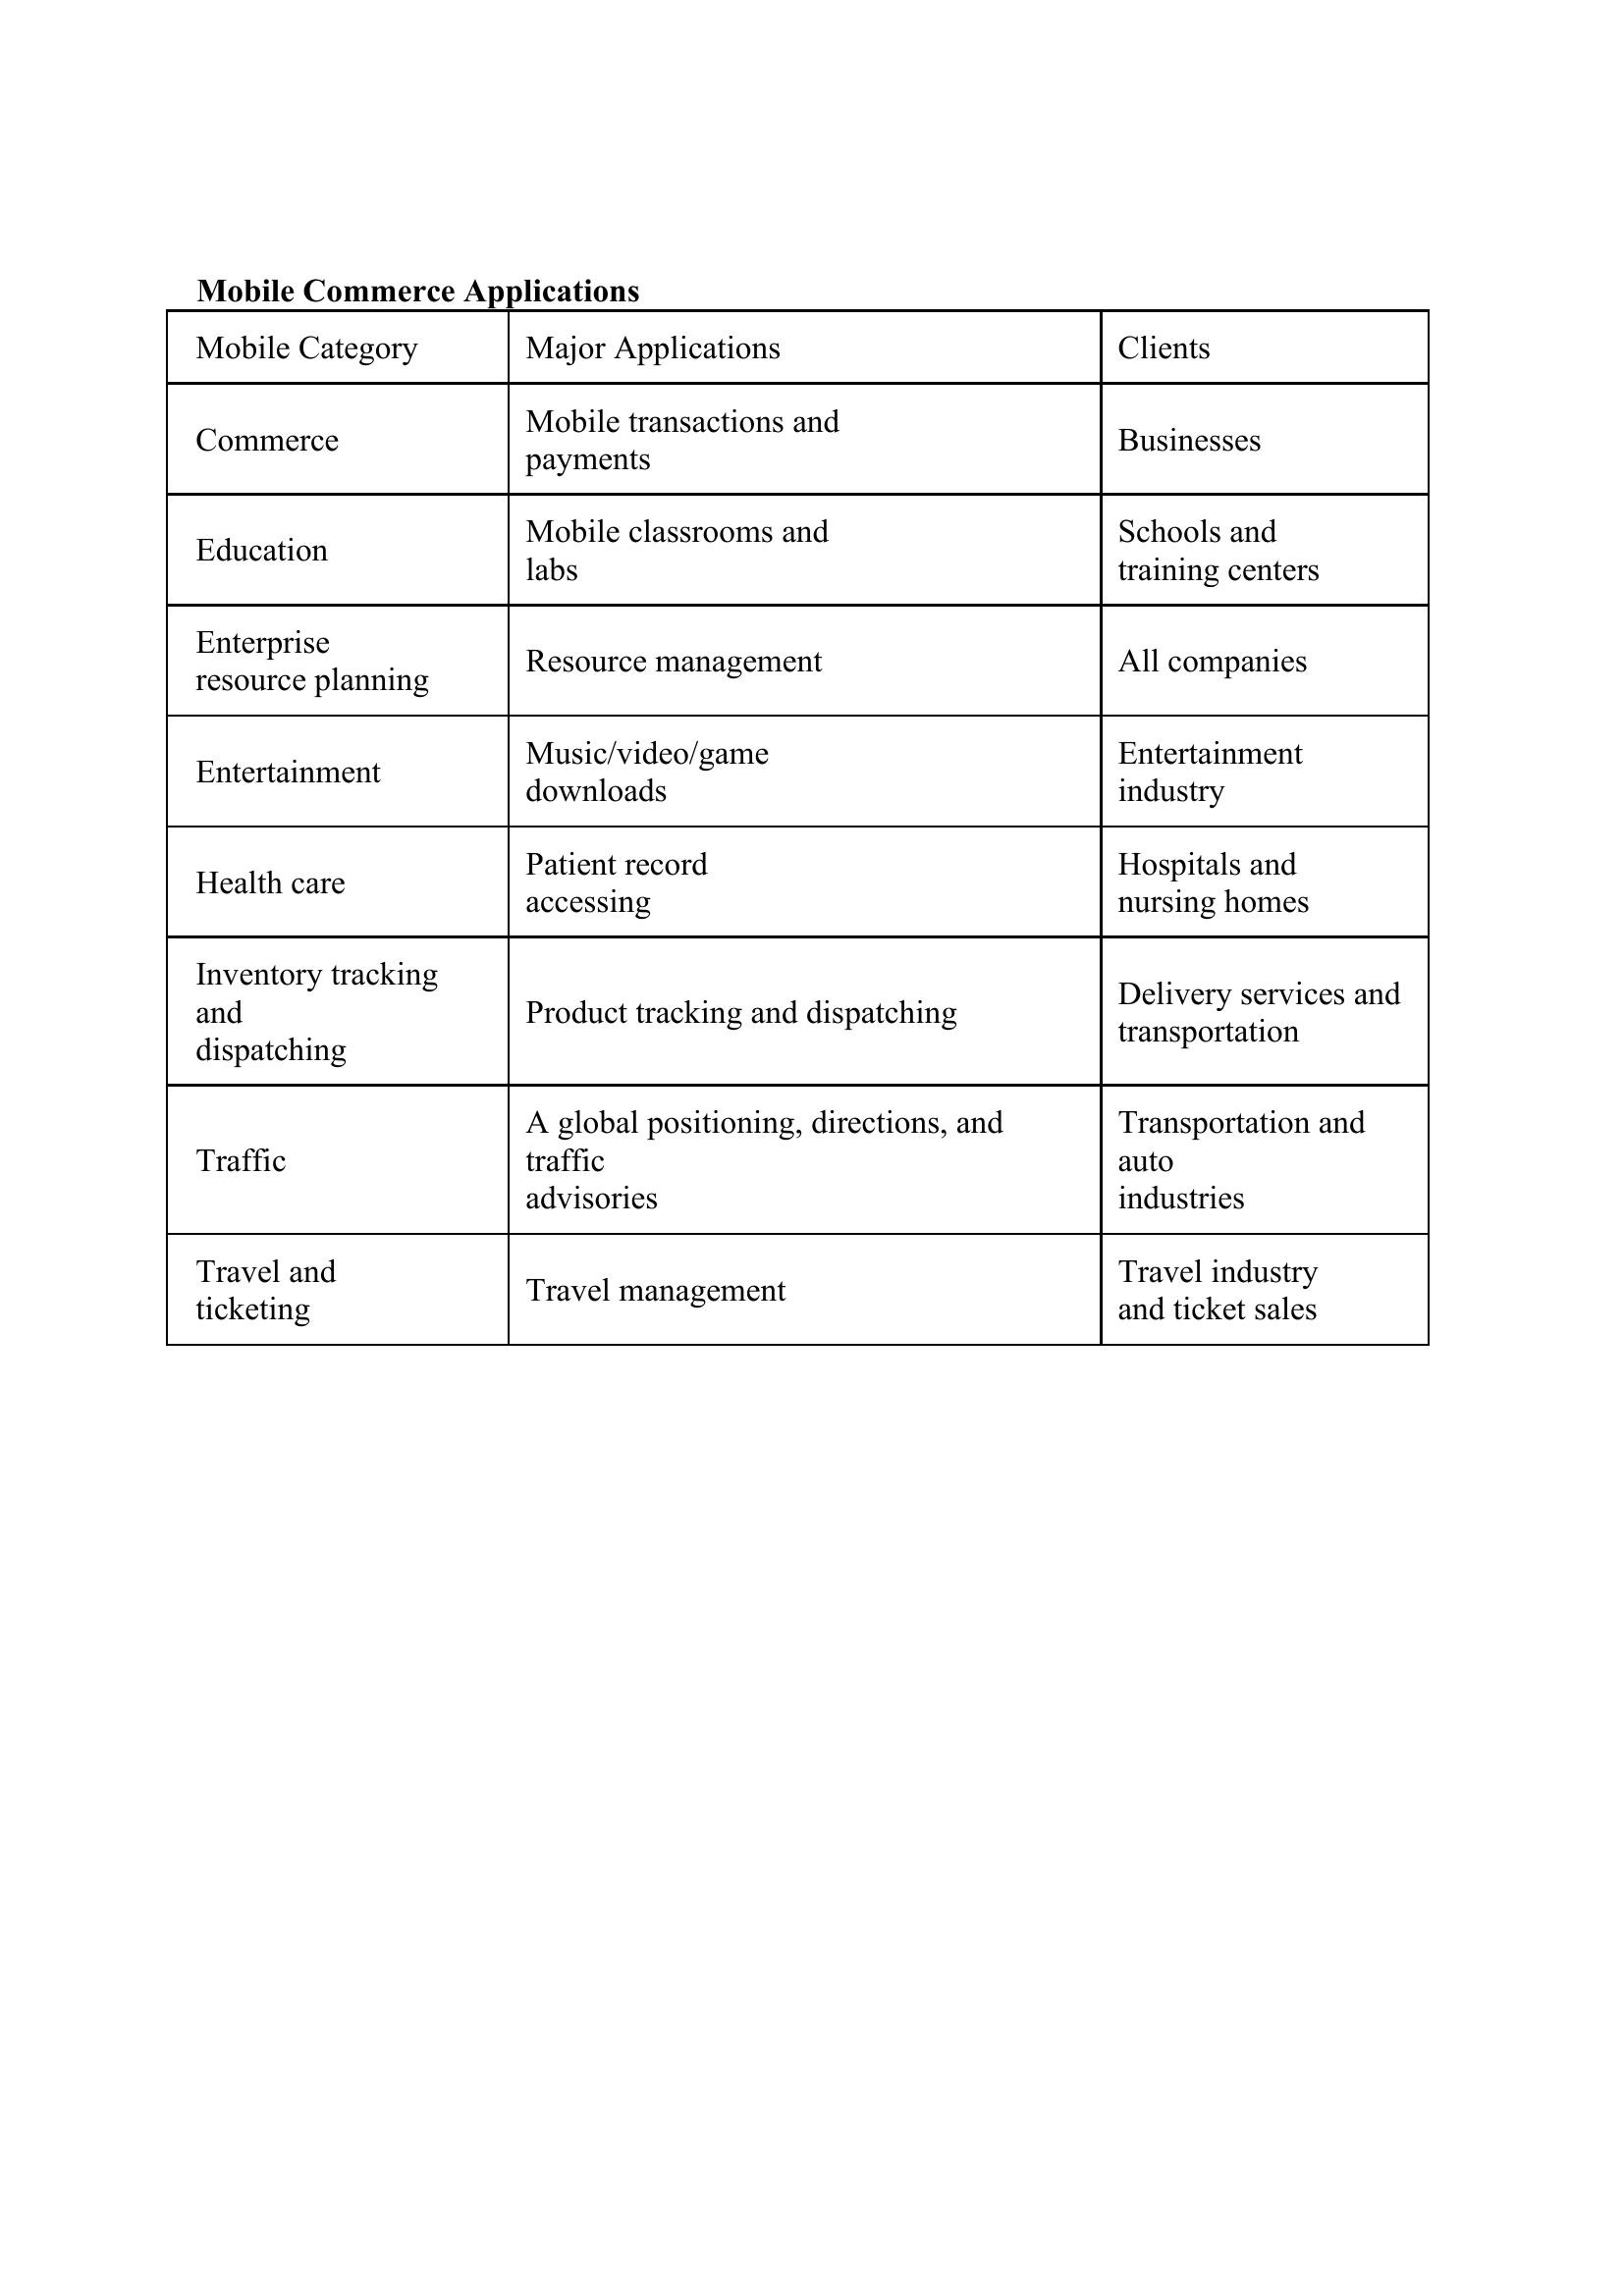 Mobile Commerce Applications
Mobile Category
Major Applications
Clients
Commerce
Mobile transactions and
payments
Businesses
Education
Mobile classrooms and
labs
Schools and
training centers
Enterprise
resource planning
Resource management
All companies
Entertainment
Music/video/game
downloads
Entertainment
industry
Health care
Patient record
accessing
Hospitals and
nursing homes
Inventory tracking
and
dispatching
Product tracking and dispatching
Delivery services and
transportation
Traffic
A global positioning, directions, and
traffic
advisories
Transportation and
auto
industries
Travel and
ticketing
Travel management
Travel industry
and ticket sales